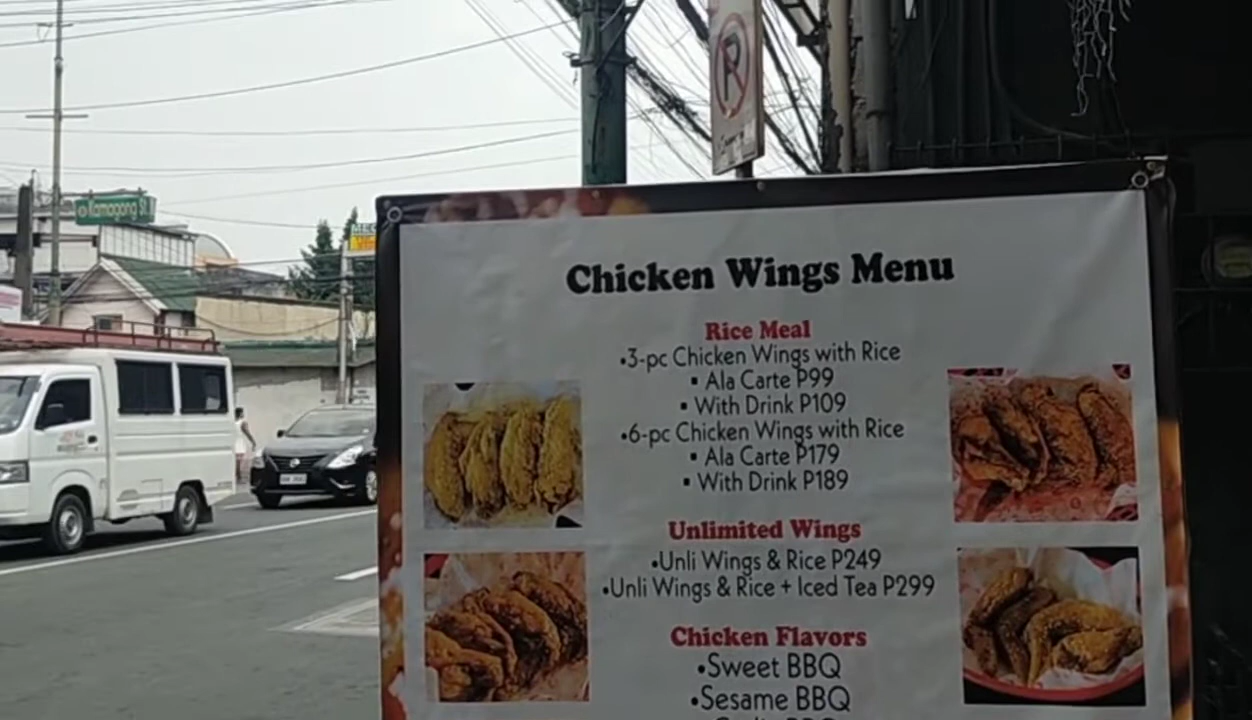 Kamagong St.
Chicken Wings Menu
Rice Meal
•3-pc Chicken Wings with Rice
▪ Ala Carte P99
▪ With Drink P109
•6-pc Chicken Wings with Rice
▪ Ala Carte P179
▪ With Drink P189
Unlimited Wings
•Unli Wings & Rice P249
•Unli Wings & Rice + Iced Tea P299
Chicken Flavors
•Sweet BBQ
•Sesame BBQ